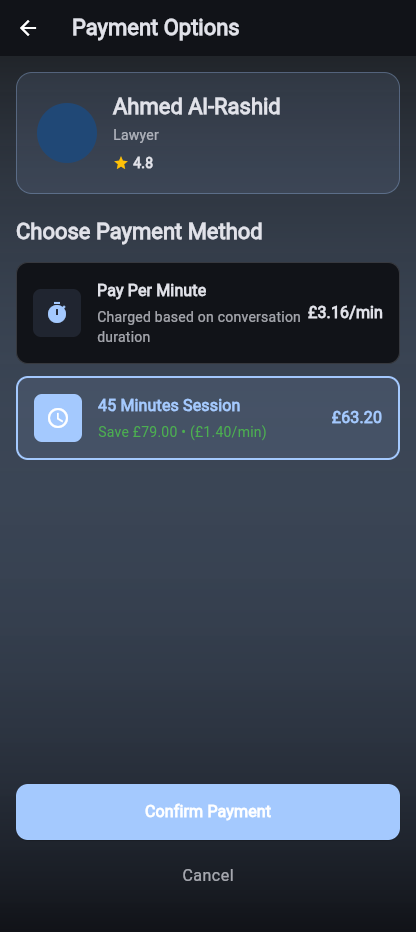 Payment Options
Ahmed Al-Rashid
Lawyer
4.8
Choose Payment Method
Pay Per Minute
Charged based on conversation
duration
£3.16/min
45 Minutes Session
Save £79.00 • (£1.40/min)
£63.20
Confirm Payment
Cancel